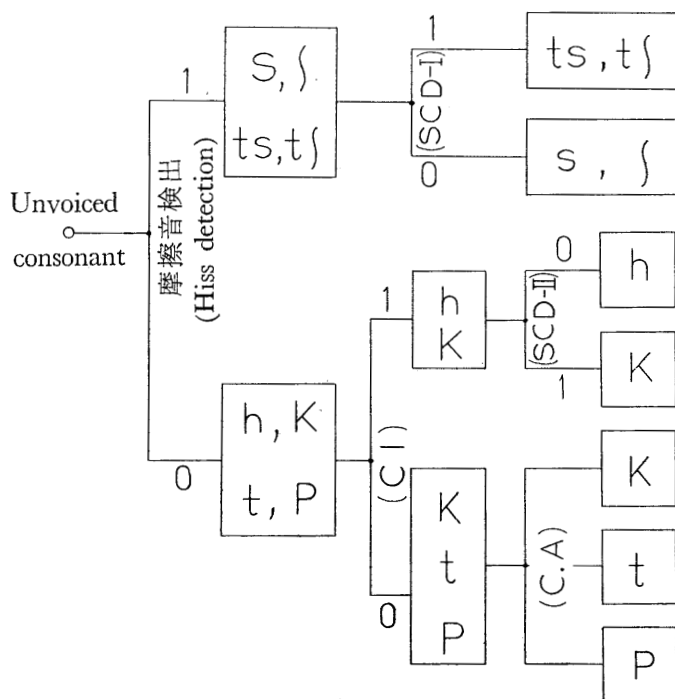 Unvoiced
consonant
摩擦音検出
(Hiss detection)
1
S, ʃ
ts, tʃ
(SCD-I)
1
ts, tʃ
0
s, ʃ
0
h, K
t, P
(C I)
1
h
K
(SCD-II)
0
h
1
K
0
K
t
P
(C.A)
K
t
P